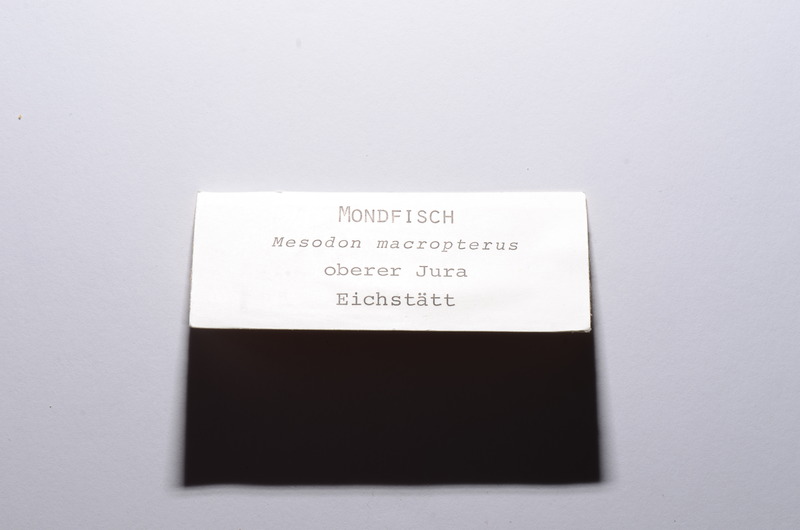 MONDFISCH
Mesodon macropterus
oberer Jura
Eichstätt